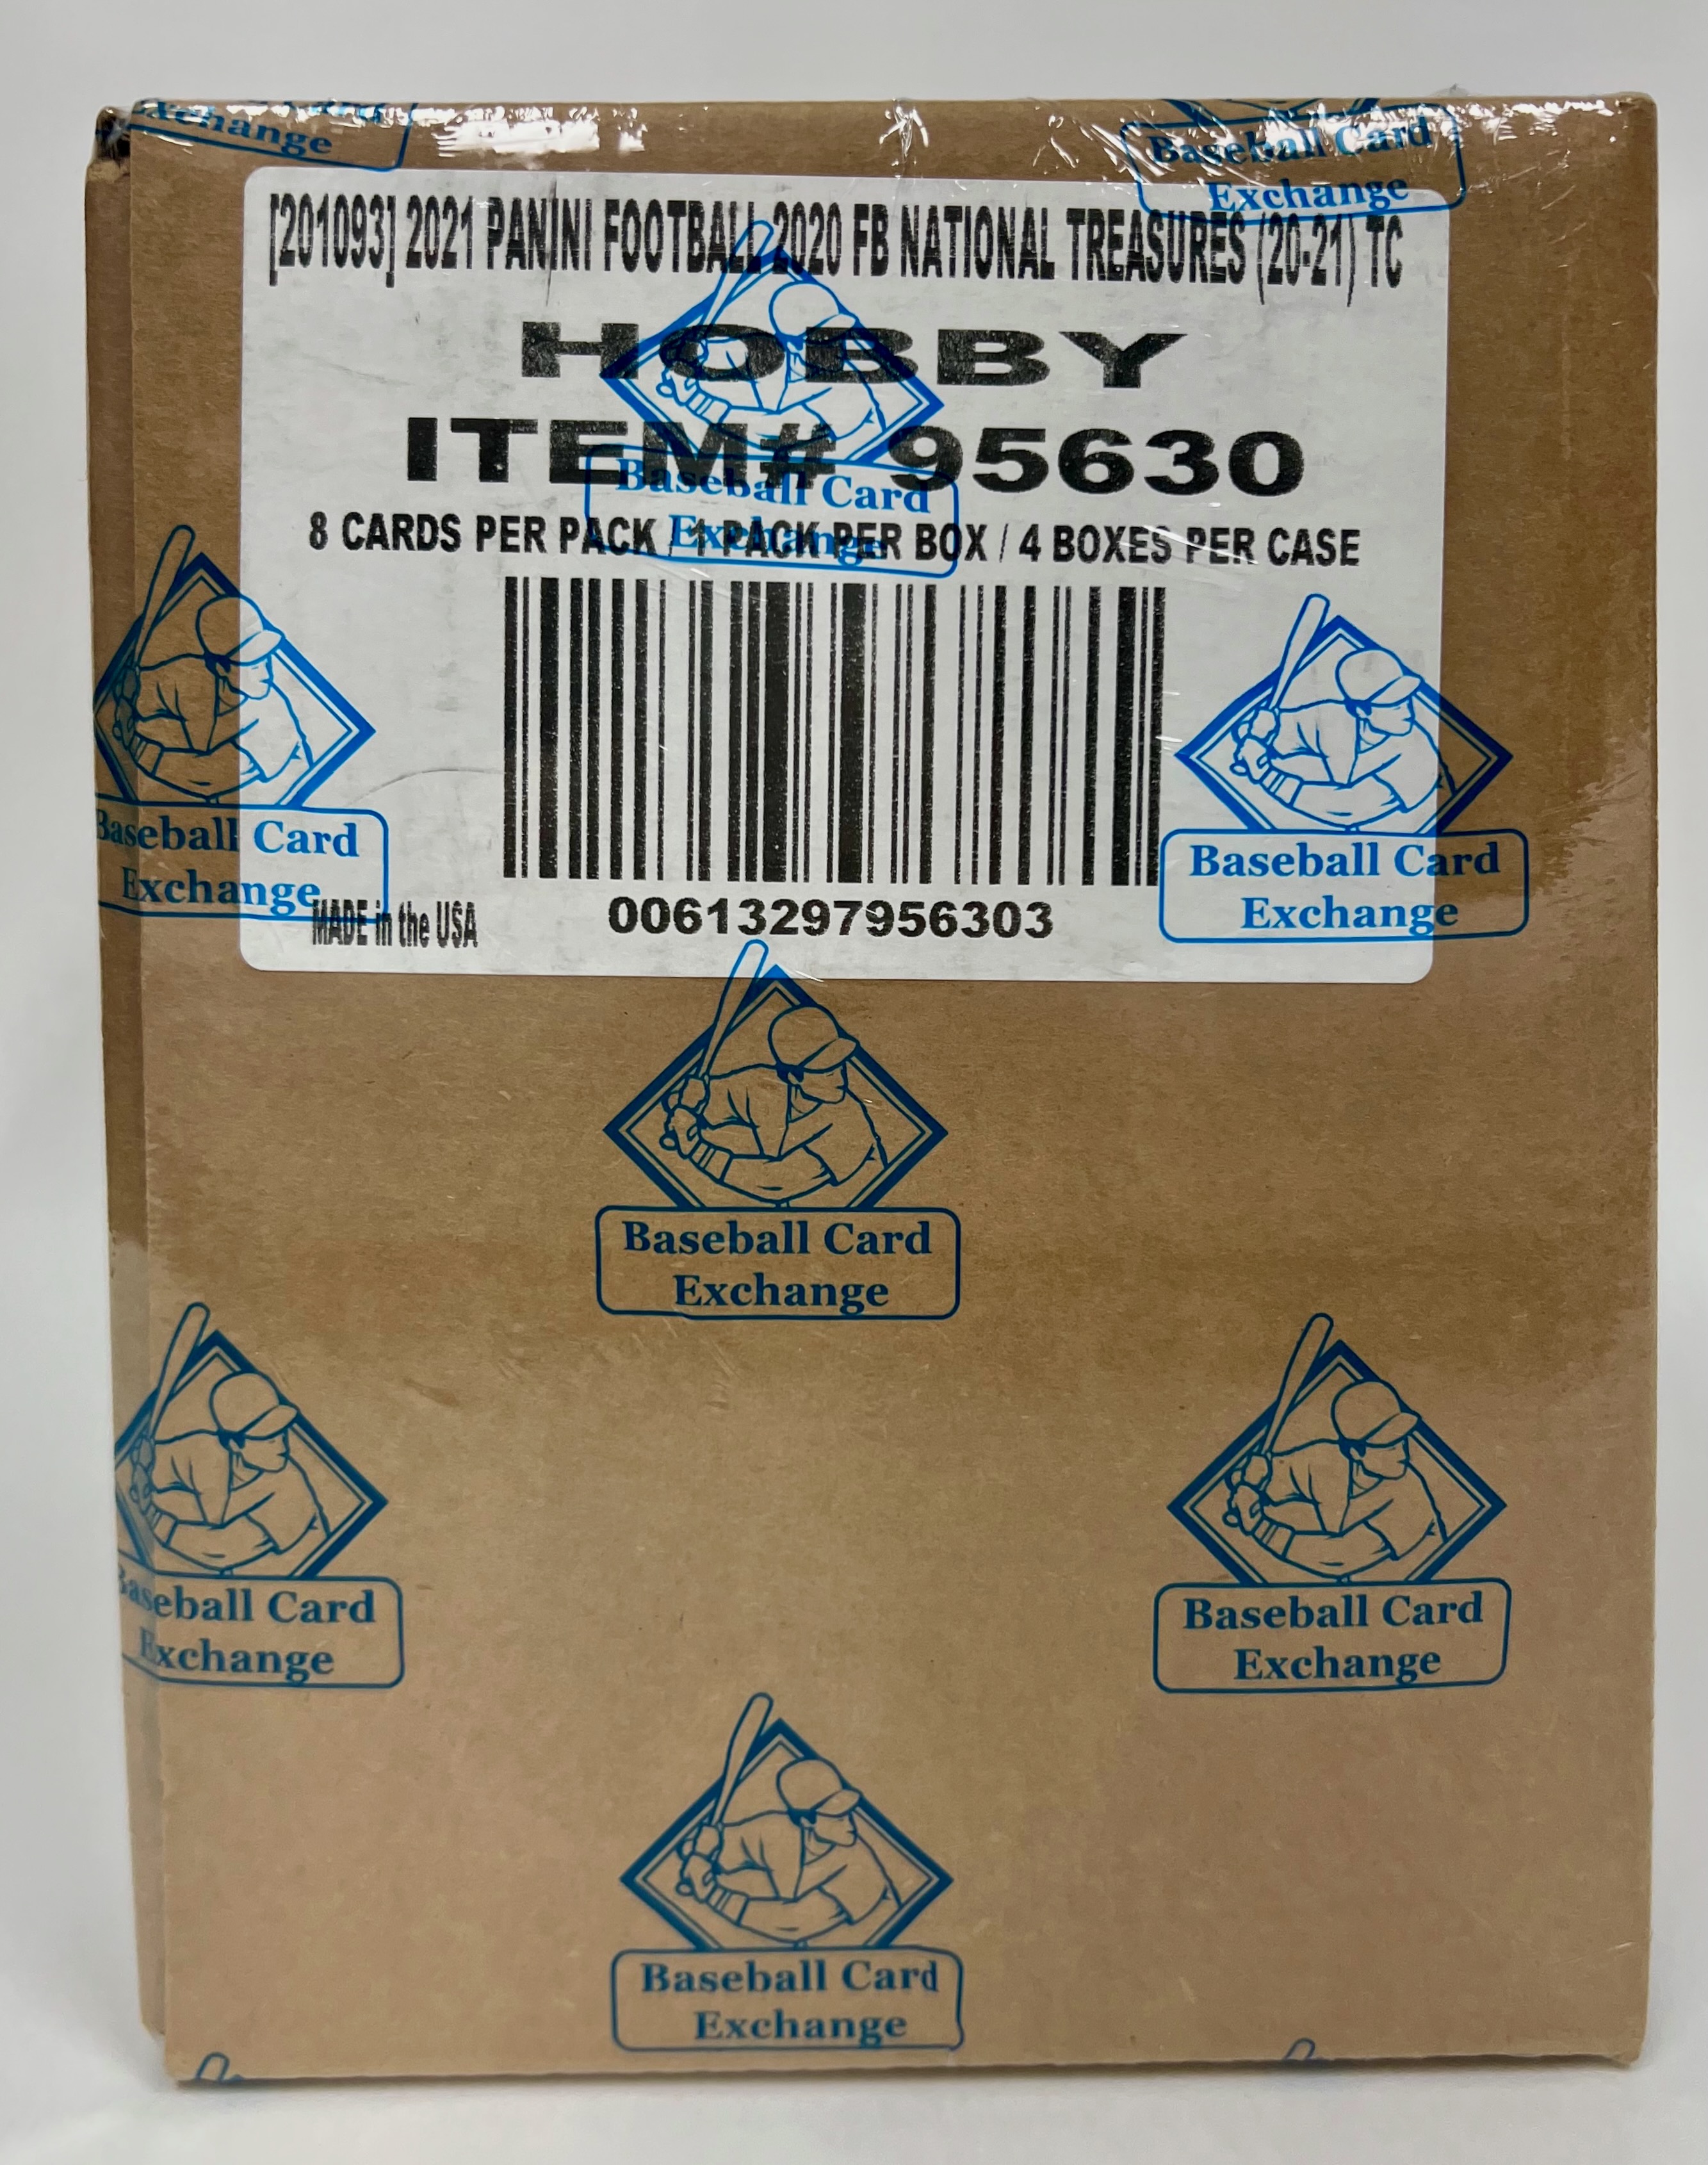 Exchange
Baseball Card
Exchange
[201093] 2021 PANINI FOOTBALL 2020 FB NATIONAL TREASURES (20-21) TC
HOBBY
ITEM# 95630
Baseball Card
Exchange
8 CARDS PER PACK / 1 PACK PER BOX / 4 BOXES PER CASE
Baseball Card
Exchange
Baseball Card
Exchange
MADE in the USA
00613297956303
Baseball Card
Exchange
Baseball Card
Exchange
Baseball Card
Exchange
Baseball Card
Exchange